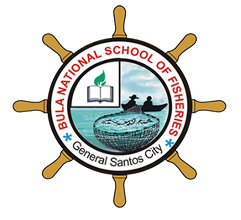 BULA NATIONAL SCHOOL OF FISHERIES
General Santos City